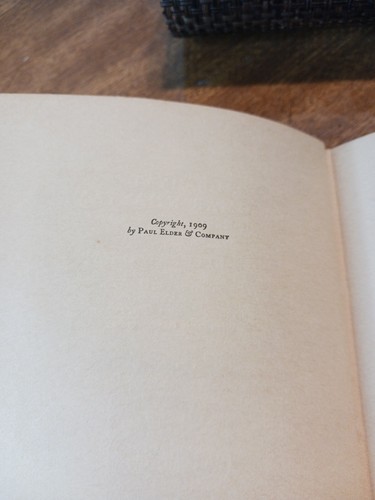 Copyright, 1909
by PAUL ELDER & COMPANY